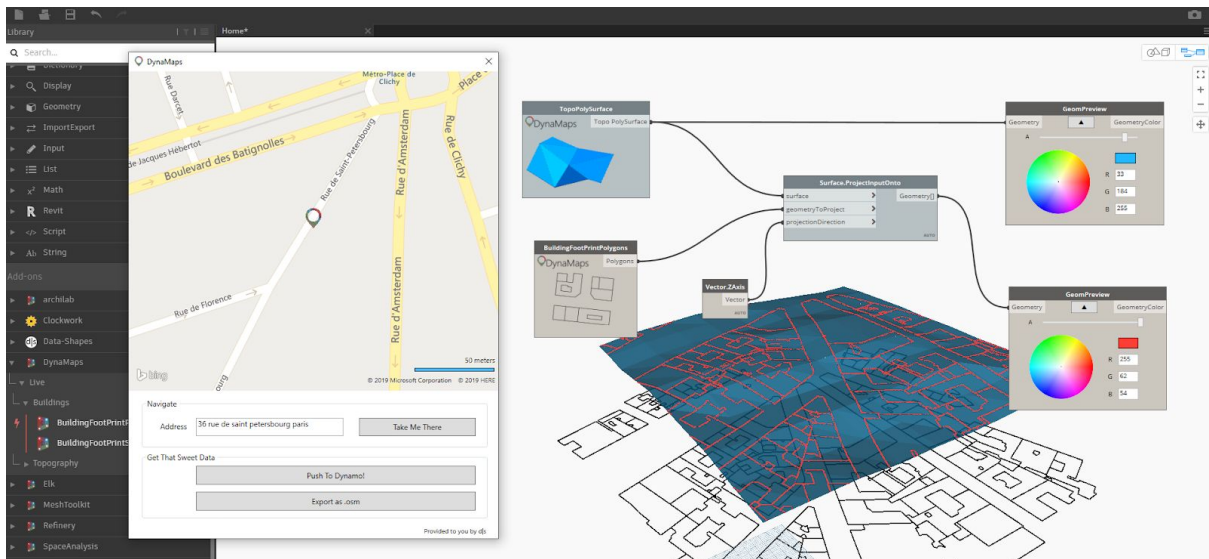 Library
Home*
Search...
Dictionary
Display
Geometry
ImportExport
Input
List
Math
Revit
Script
String
Add-ons
archilab
Clockwork
Data-Shapes
DynaMaps
Live
Buildings
BuildingFootPrintP
BuildingFootPrintS
Topography
Elk
MeshToolkit
Refinery
SpaceAnalysis
DynaMaps
Metro-Place de
Clichy
Place
Rue Darcet
de Jacques Hébertot
Boulevard des Batignolles
Rue de Saint-Petersbourg
Rue d'Amsterdam
Rue de Clichy
Rue de Florence
Rue d'Amsterdam
ourg
50 meters
bing
© 2019 Microsoft Corporation © 2019 HERE
Navigate
Address
36 rue de saint petersbourg paris
Take Me There
Get That Sweet Data
Push To Dynamo!
Export as .osm
Provided to you by d|s
TopoPolySurface
DynaMaps
Topo PolySurface
BuildingFootPrintPolygons
DynaMaps
Polygons
Vector.ZAxis
Vector
AUTO
Surface.ProjectInputOnto
surface
geometryToProject
projectionDirection
Geometry[]
AUTO
GeomPreview
Geometry
GeometryColor
A
R 33
G 184
B 255
GeomPreview
Geometry
GeometryColor
A
R 255
G 62
B 54